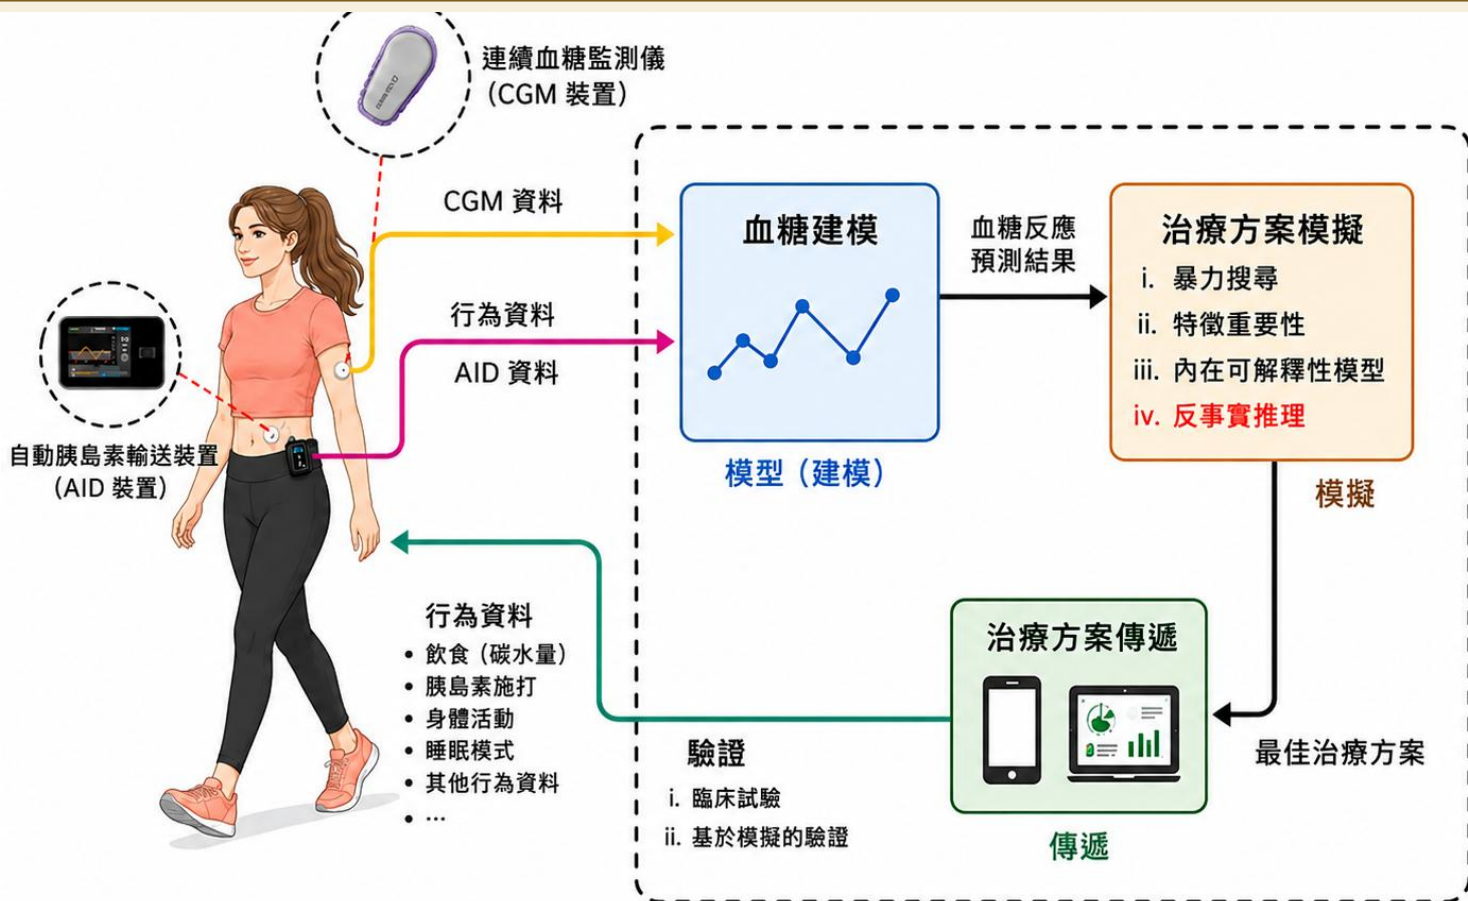 連續血糖監測儀
（CGM 裝置）
CGM 資料
行為資料
AID 資料
自動胰島素輸送裝置
（AID 裝置）
血糖建模
模型（建模）
血糖反應
預測結果
治療方案模擬
i. 暴力搜尋
ii. 特徵重要性
iii. 內在可解釋性模型
iv. 反事實推理
模擬
行為資料
• 飲食（碳水量）
• 胰島素施打
• 身體活動
• 睡眠模式
• 其他行為資料
• ...
驗證
i. 臨床試驗
ii. 基於模擬的驗證
治療方案傳遞
傳遞
最佳治療方案